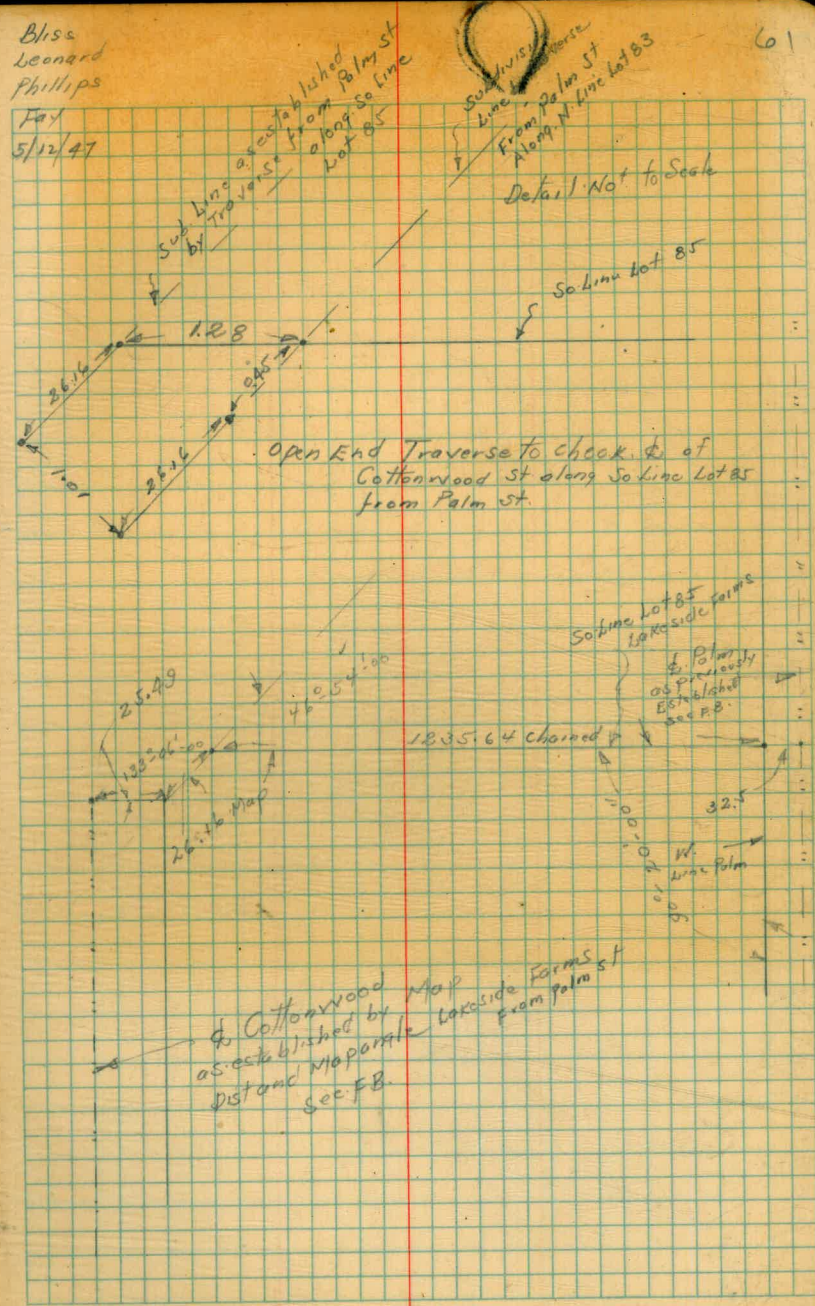 61
Bliss
Leonard
Phillips
Fay
5/12/47
Sub. Line as established
by Traverse from Palm st
along So Line
Lot 85
Line
From Palm St
Along N. Line Lot 83
Detail Not to Scale
So. Line Lot 85
1.28
26.16
0.45
26.16
1.01
Open End Traverse to check ℄ of
Cottonwood St along So Line Lot 85
from Palm St.
So Line Lot 85
Lakeside Farms
℄ Palm
as previously
Established
see F.B.
25.49
46°-54'-00
133°-06'-00
1235.64 Chained
26.16 Map
32.5
W.
Line Palm
℄ Cottonwood
as established by Map
Dist and Map angle Lakeside Farms
From Palm St
See F.B.